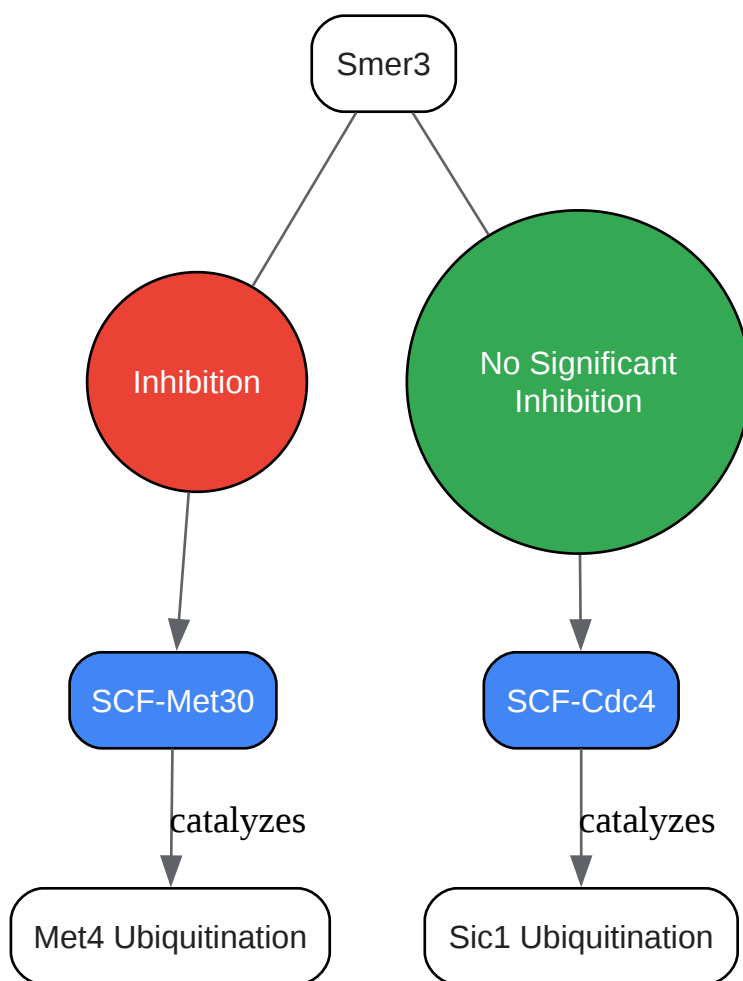 Smer3
Inhibition
No Significant
Inhibition
SCF-Met30
SCF-Cdc4
catalyzes
catalyzes
Met4 Ubiquitination
Sic1 Ubiquitination